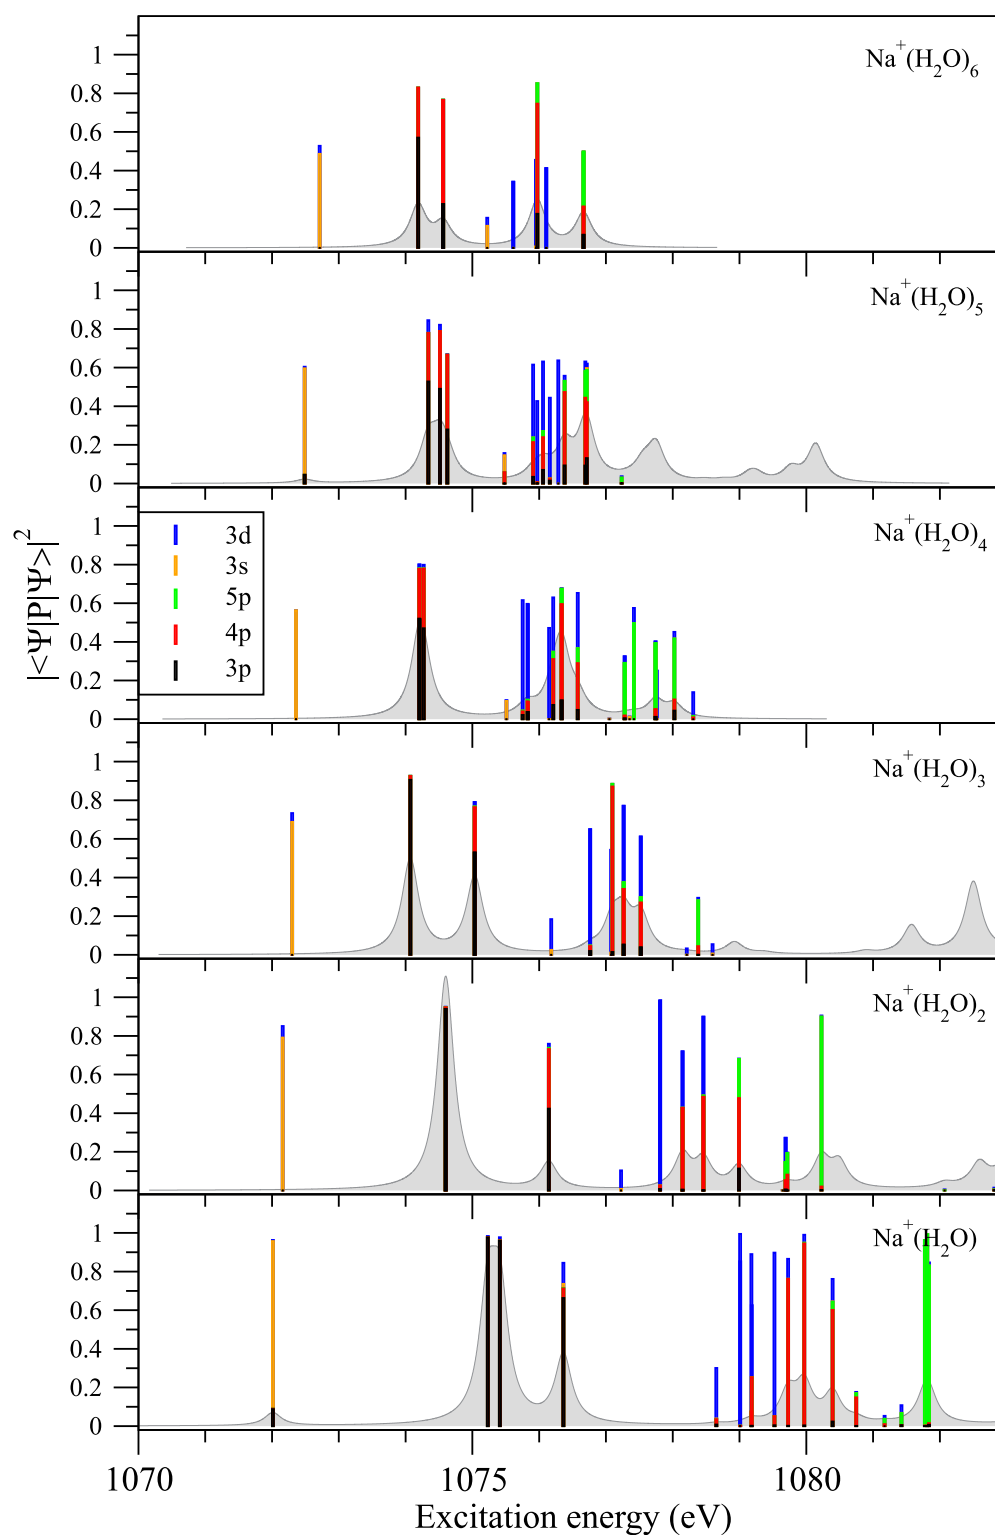 Na⁺(H₂O)₆
1
0.8
0.6
0.4
0.2
0
Na⁺(H₂O)₅
1
0.8
0.6
0.4
0.2
0
Na⁺(H₂O)₄
1
0.8
0.6
0.4
0.2
0
3d
3s
5p
4p
3p
|<Ψ|P|Ψ>|²
Na⁺(H₂O)₃
1
0.8
0.6
0.4
0.2
0
Na⁺(H₂O)₂
1
0.8
0.6
0.4
0.2
0
Na⁺(H₂O)
1
0.8
0.6
0.4
0.2
0
1070 1075 1080
Excitation energy (eV)